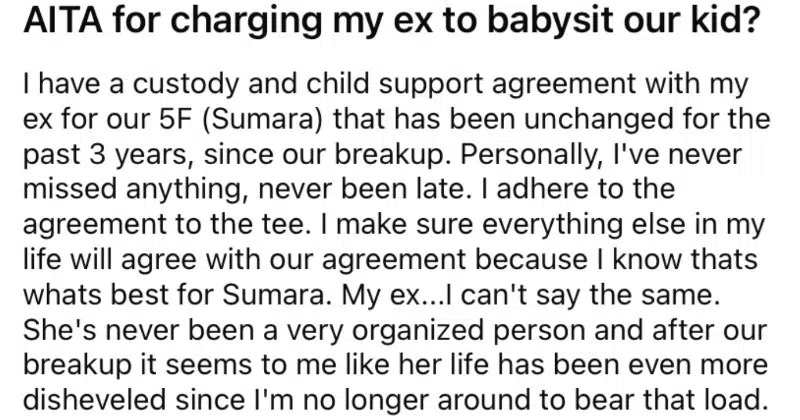 AITA for charging my ex to babysit our kid?
I have a custody and child support agreement with my
ex for our 5F (Sumara) that has been unchanged for the
past 3 years, since our breakup. Personally, I've never
missed anything, never been late. I adhere to the
agreement to the tee. I make sure everything else in my
life will agree with our agreement because I know thats
whats best for Sumara. My ex...I can't say the same.
She's never been a very organized person and after our
breakup it seems to me like her life has been even more
disheveled since I'm no longer around to bear that load.